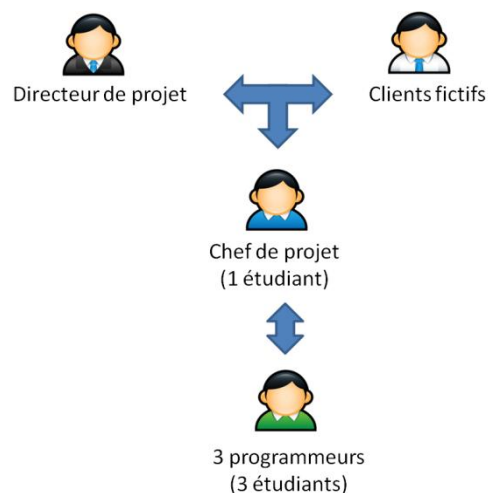 Directeur de projet
Clients fictifs
Chef de projet
(1 étudiant)
3 programmeurs
(3 étudiants)